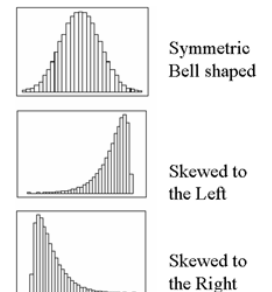 Symmetric
Bell shaped
Skewed to
the Left
Skewed to
the Right